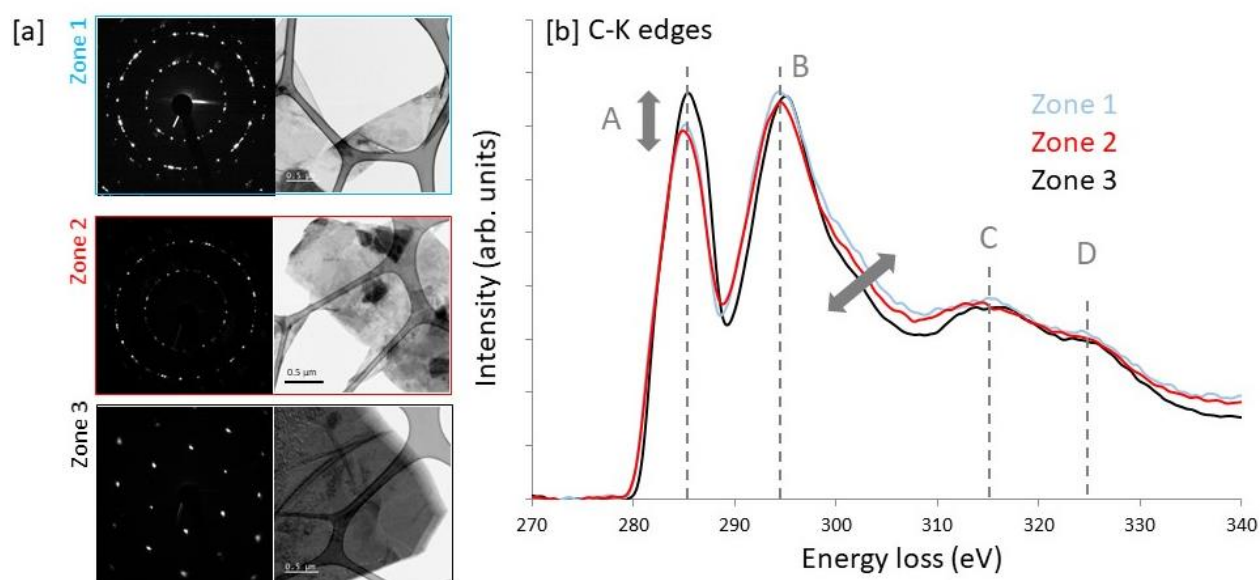 [a]
Zone 1
0.5 µm
Zone 2
0.5 µm
Zone 3
0.5 µm
[b] C-K edges
A
B
C
D
Zone 1
Zone 2
Zone 3
Intensity (arb. units)
270 280 290 300 310 320 330 340
Energy loss (eV)